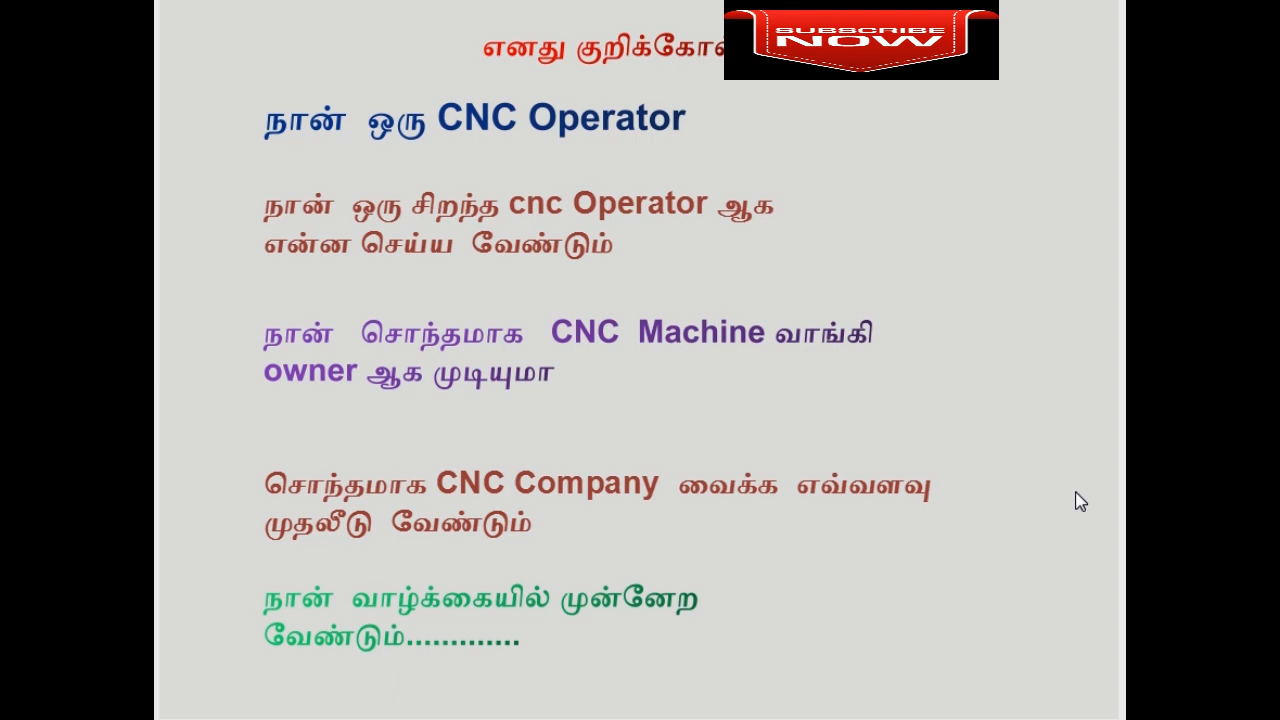 எனது
SUBSCRIBE
NOW
நான் ஒரு CNC Operator
நான் ஒரு சிறந்த cnc Operator ஆக
என்ன செய்ய வேண்டும்
நான் சொந்தமாக CNC Machine வாங்கி
owner ஆக முடியுமா
சொந்தமாக CNC Company வைக்க எவ்வளவு
முதலீடு வேண்டும்
நான் வாழ்க்கையில் முன்னேற
வேண்டும்.............